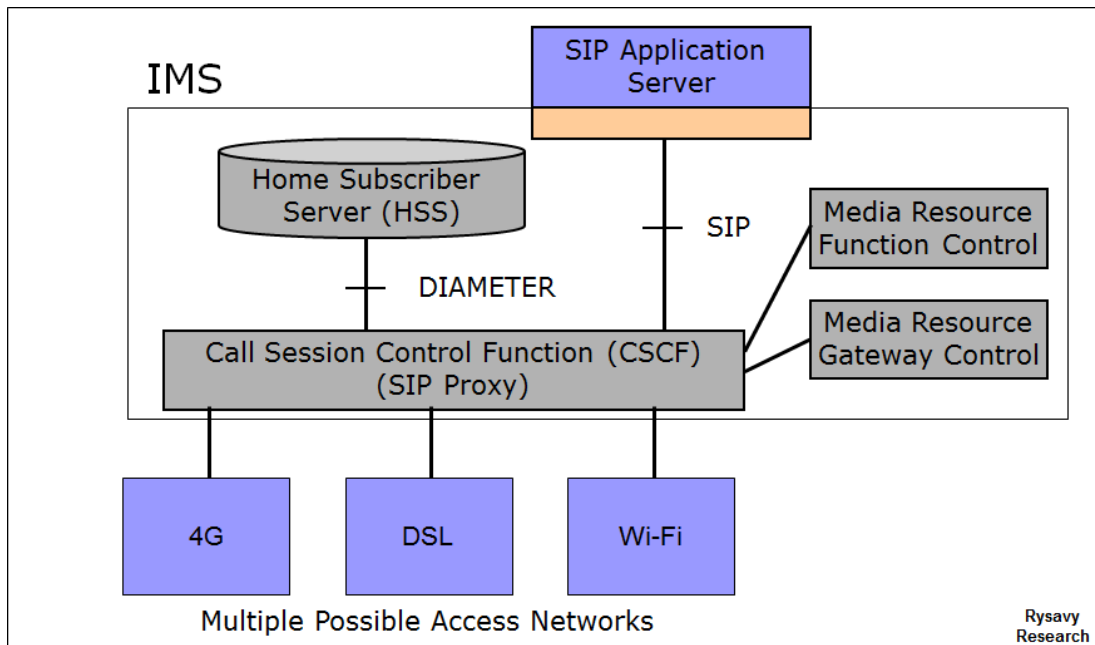 IMS
SIP Application
Server
Home Subscriber
Server (HSS)
SIP
Media Resource
Function Control
DIAMETER
Media Resource
Gateway Control
Call Session Control Function (CSCF)
(SIP Proxy)
4G
DSL
Wi-Fi
Multiple Possible Access Networks
Rysavy
Research